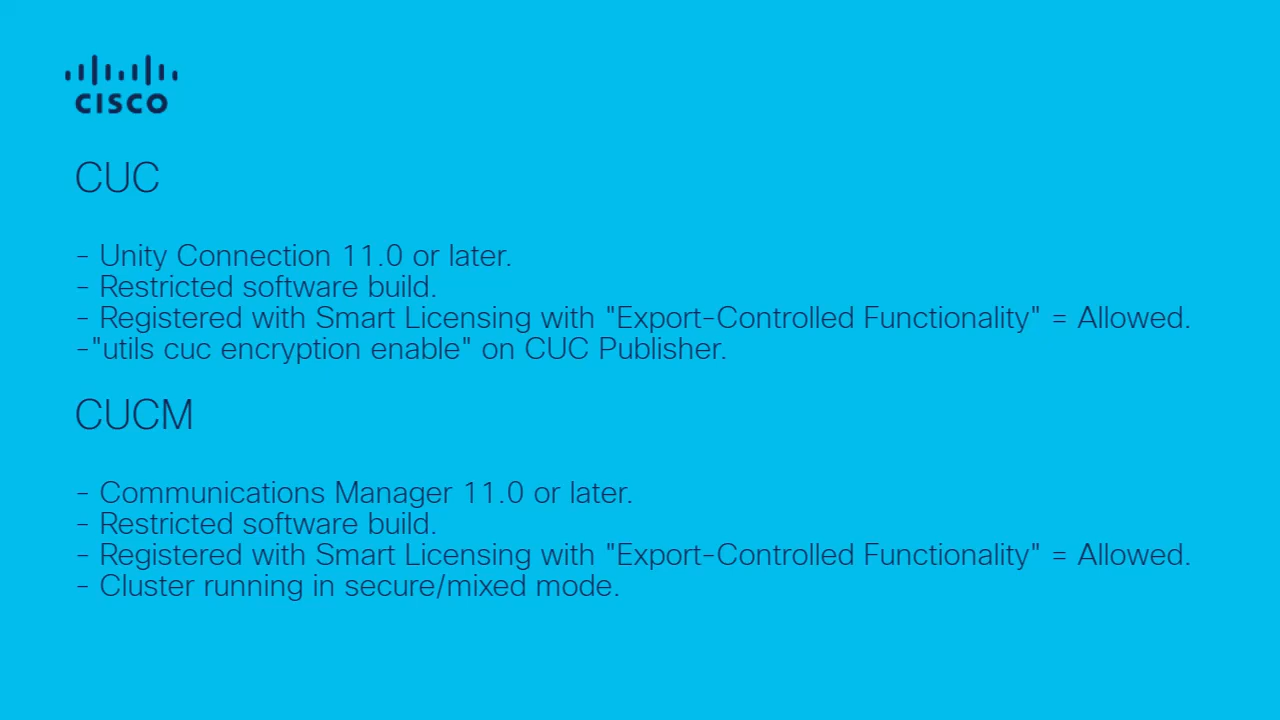 CISCO
CUC
- Unity Connection 11.0 or later.
- Restricted software build.
- Registered with Smart Licensing with "Export-Controlled Functionality" = Allowed.
-"utils cuc encryption enable" on CUC Publisher.
CUCM
- Communications Manager 11.0 or later.
- Restricted software build.
- Registered with Smart Licensing with "Export-Controlled Functionality" = Allowed.
- Cluster running in secure/mixed mode.